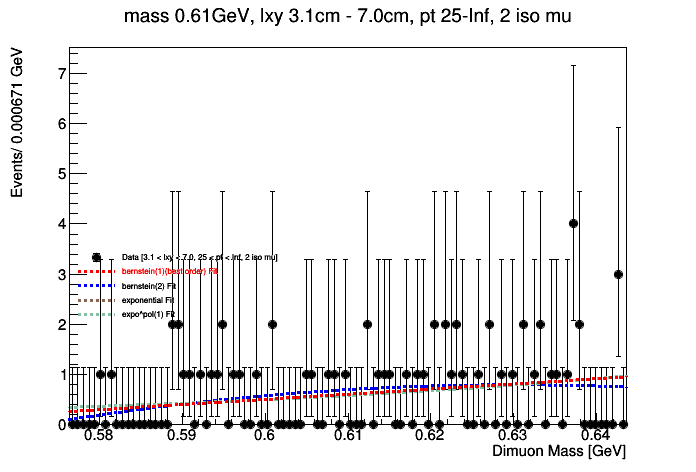 mass 0.61GeV, lxy 3.1cm - 7.0cm, pt 25-Inf, 2 iso mu
Events/ 0.000671 GeV
7
6
5
4
3
2
1
0
Data [3.1 < lxy < 7.0, 25 < pt < Inf, 2 iso mu]
bernstein(1)(best order) Fit
bernstein(2) Fit
exponential Fit
expo*pol(1) Fit
0.58 0.59 0.6 0.61 0.62 0.63 0.64
Dimuon Mass [GeV]